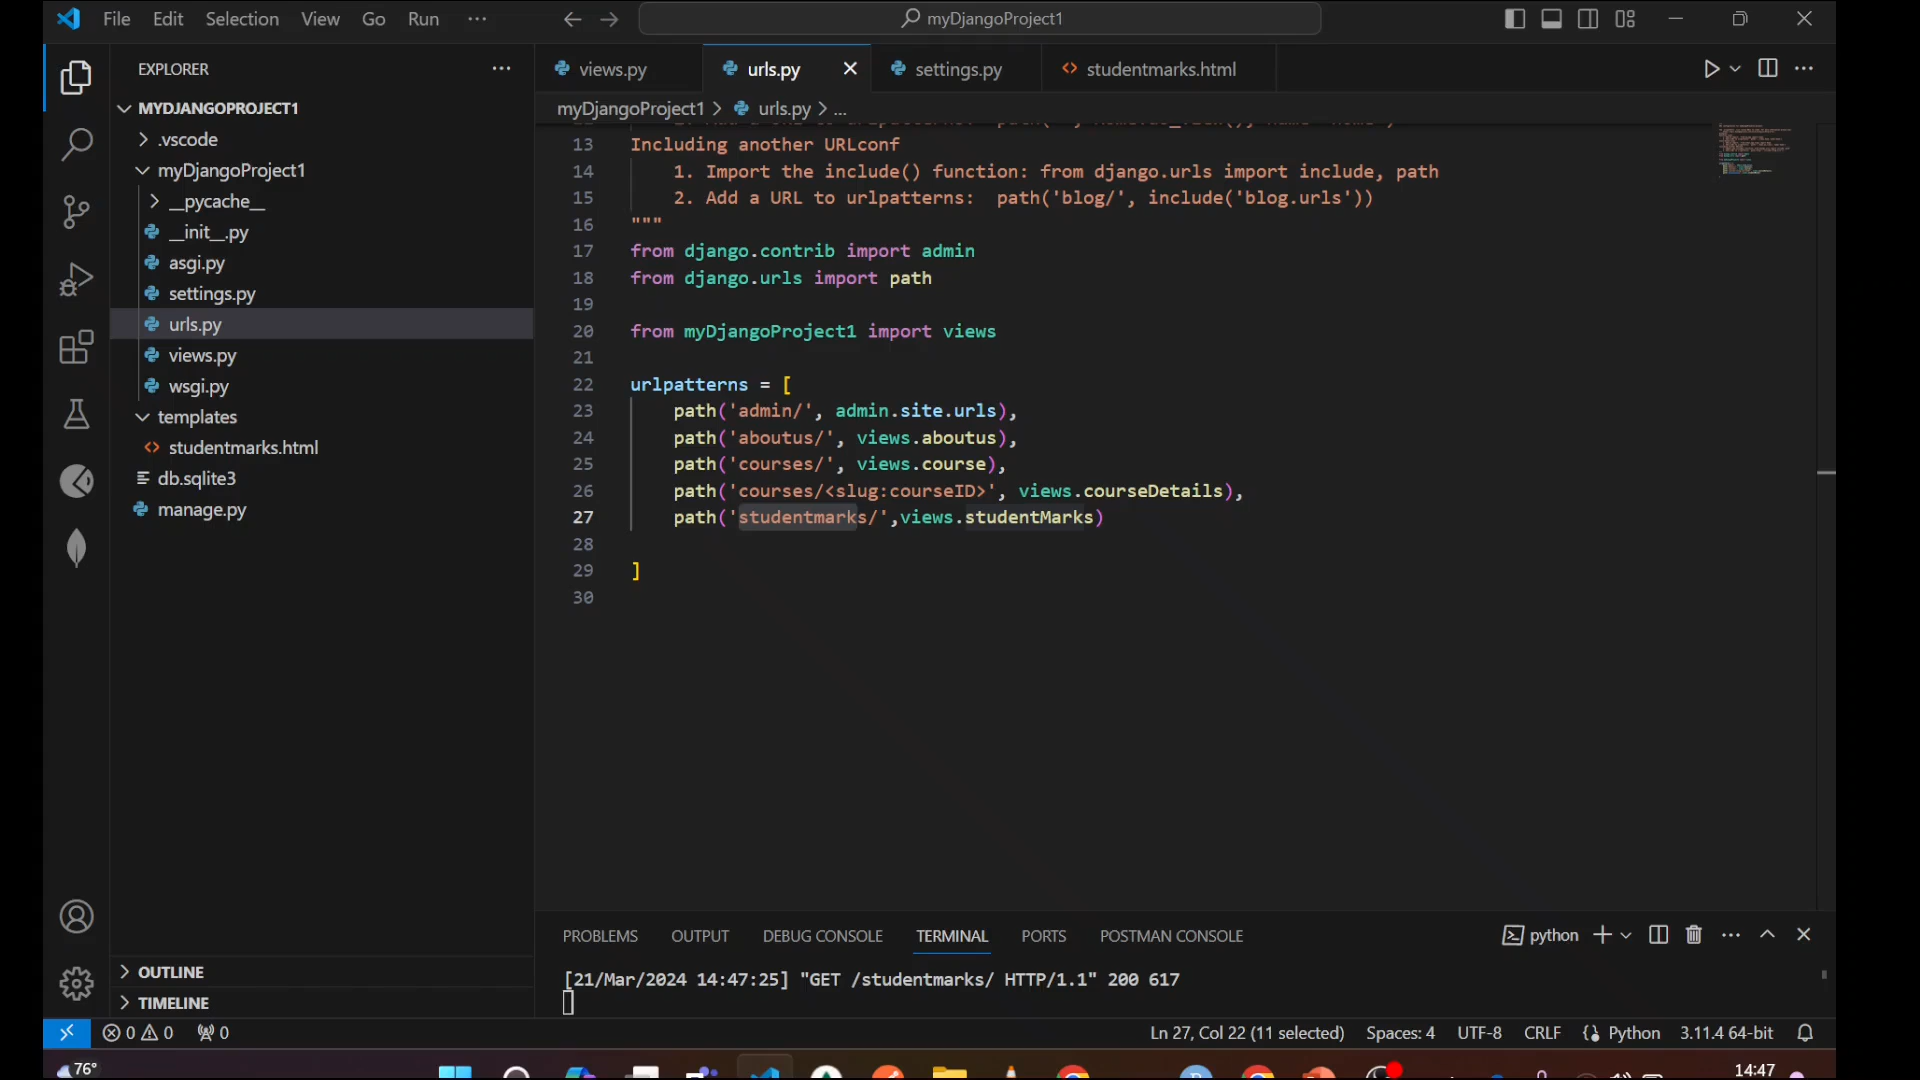 File Edit Selection View Go Run ...
myDjangoProject1
EXPLORER
MYDJANGOPROJECT1
.vscode
myDjangoProject1
__pycache__
__init__.py
asgi.py
settings.py
urls.py
views.py
wsgi.py
templates
studentmarks.html
db.sqlite3
manage.py
OUTLINE
TIMELINE
views.py urls.py settings.py studentmarks.html
myDjangoProject1 > urls.py > ...
13 Including another URLconf
14 1. Import the include() function: from django.urls import include, path
15 2. Add a URL to urlpatterns: path('blog/', include('blog.urls'))
16 """
17 from django.contrib import admin
18 from django.urls import path
19
20 from myDjangoProject1 import views
21
22 urlpatterns = [
23 path('admin/', admin.site.urls),
24 path('aboutus/', views.aboutus),
25 path('courses/', views.course),
26 path('courses/<slug:courseID>', views.courseDetails),
27 path('studentmarks/',views.studentMarks)
28
29 ]
30
PROBLEMS OUTPUT DEBUG CONSOLE TERMINAL PORTS POSTMAN CONSOLE
python
[21/Mar/2024 14:47:25] "GET /studentmarks/ HTTP/1.1" 200 617
0 0 0
Ln 27, Col 22 (11 selected) Spaces: 4 UTF-8 CRLF Python 3.11.4 64-bit
76°
14:47